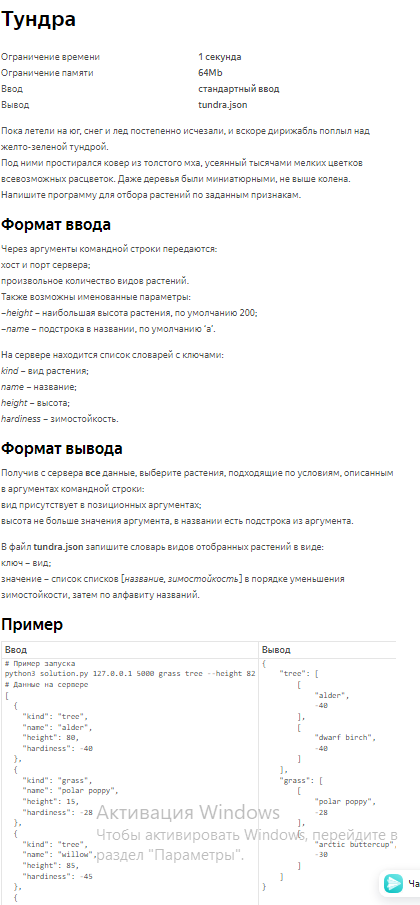 Тундра
Ограничение времени 1 секунда
Ограничение памяти 64Mb
Ввод стандартный ввод
Вывод tundra.json
Пока летели на юг, снег и лед постепенно исчезали, и вскоре дирижабль поплыл над
желто-зеленой тундрой.
Под ними простирался ковер из толстого мха, усеянный тысячами мелких цветков
всевозможных расцветок. Даже деревья были миниатюрными, не выше колена.
Напишите программу для отбора растений по заданным признакам.
Формат ввода
Через аргументы командной строки передаются:
хост и порт сервера;
произвольное количество видов растений.
Также возможны именованные параметры:
–height – наибольшая высота растения, по умолчанию 200;
–name – подстрока в названии, по умолчанию "a".
На сервере находится список словарей с ключами:
kind – вид растения;
name – название;
height – высота;
hardiness – зимостойкость.
Формат вывода
Получив с сервера все данные, выберите растения, подходящие по условиям, описанным
в аргументах командной строки:
вид присутствует в позиционных аргументах;
высота не больше значения аргумента, в названии есть подстрока из аргумента.
В файл tundra.json запишите словарь видов отобранных растений в виде:
ключ – вид;
значение – список списков [название, зимостойкость] в порядке уменьшения
зимостойкости, затем по алфавиту названий.
Пример
Ввод
# Пример запуска
python3 solution.py 127.0.0.1 5000 grass tree --height 82
# Данные на сервере
[
{
"kind": "tree",
"name": "alder",
"height": 80,
"hardiness": -40
},
{
"kind": "grass",
"name": "polar poppy",
"height": 15,
"hardiness": -28
},
{
"kind": "tree",
"name": "willow",
"height": 85,
"hardiness": -45
},
{
Вывод
{
"tree": [
[
"alder",
-40
],
[
"dwarf birch",
-40
]
],
"grass": [
[
"polar poppy",
-28
],
[
"arctic buttercup",
-30
]
]
}
Активация Windows
Чтобы активировать Windows, перейдите в
раздел "Параметры".
Ча